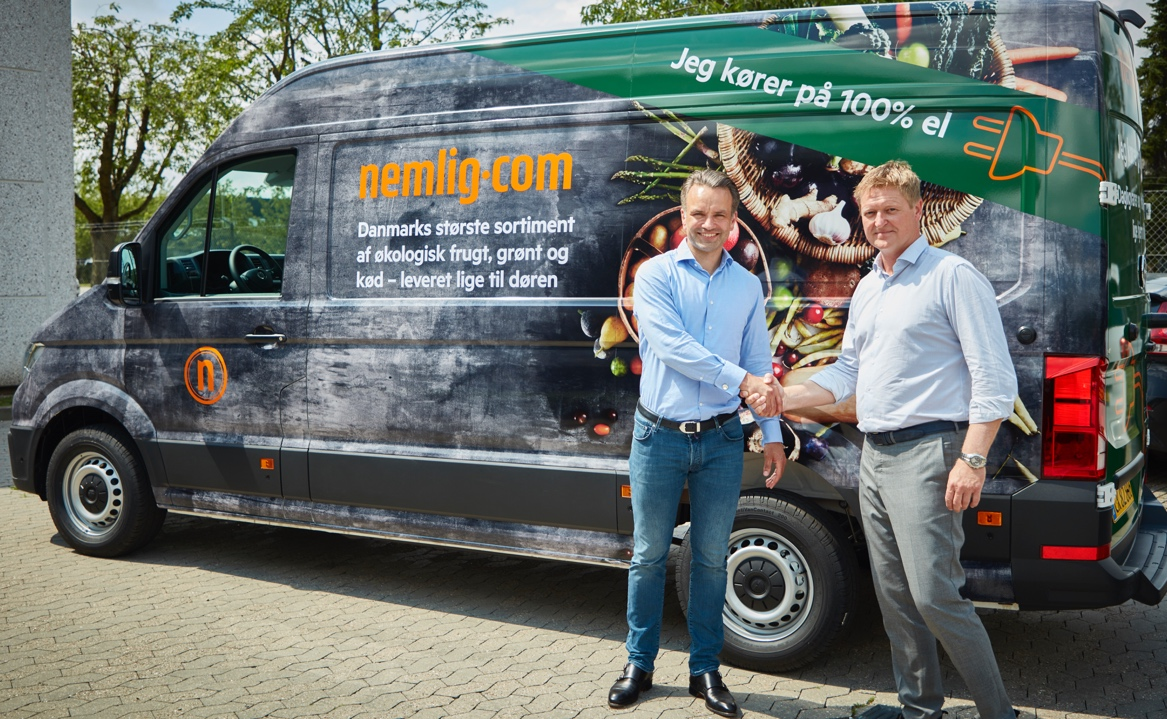 Jeg kører på 100% el
nemlig.com
Danmarks største sortiment
af økologisk frugt, grønt og
kød – leveret lige til døren
n